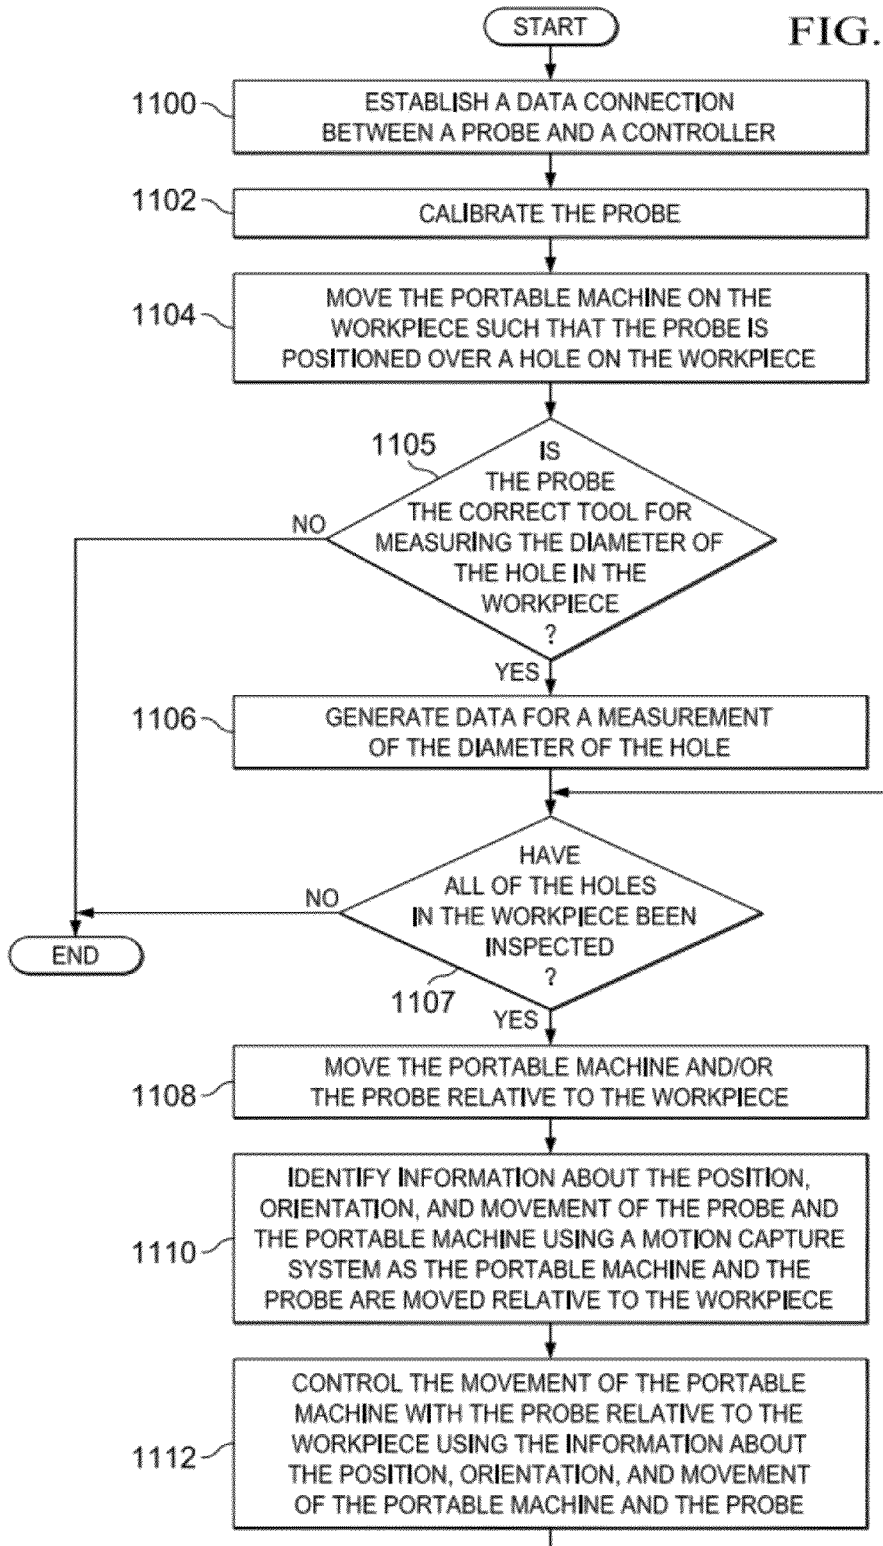 START
FIG.
1100
ESTABLISH A DATA CONNECTION
BETWEEN A PROBE AND A CONTROLLER
1102
CALIBRATE THE PROBE
1104
MOVE THE PORTABLE MACHINE ON THE
WORKPIECE SUCH THAT THE PROBE IS
POSITIONED OVER A HOLE ON THE WORKPIECE
1105
IS
THE PROBE
THE CORRECT TOOL FOR
MEASURING THE DIAMETER OF
THE HOLE IN THE
WORKPIECE
?
NO
YES
1106
GENERATE DATA FOR A MEASUREMENT
OF THE DIAMETER OF THE HOLE
HAVE
ALL OF THE HOLES
IN THE WORKPIECE BEEN
INSPECTED
?
NO
END
1107
YES
1108
MOVE THE PORTABLE MACHINE AND/OR
THE PROBE RELATIVE TO THE WORKPIECE
1110
IDENTIFY INFORMATION ABOUT THE POSITION,
ORIENTATION, AND MOVEMENT OF THE PROBE AND
THE PORTABLE MACHINE USING A MOTION CAPTURE
SYSTEM AS THE PORTABLE MACHINE AND THE
PROBE ARE MOVED RELATIVE TO THE WORKPIECE
1112
CONTROL THE MOVEMENT OF THE PORTABLE
MACHINE WITH THE PROBE RELATIVE TO THE
WORKPIECE USING THE INFORMATION ABOUT
THE POSITION, ORIENTATION, AND MOVEMENT
OF THE PORTABLE MACHINE AND THE PROBE